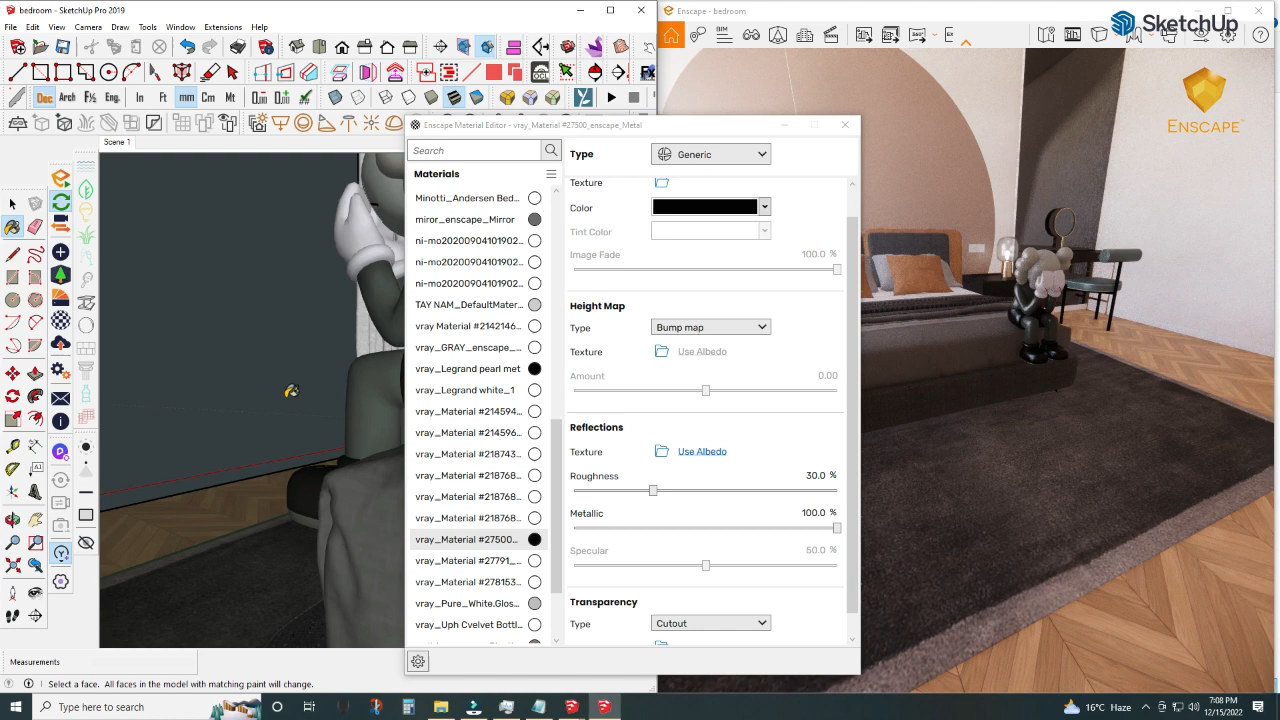 bedroom - SketchUp Pro 2019
Enscape - bedroom
SketchUp
File Edit View Camera Draw Tools Window Extensions Help
BIM
360°
Dec Arch F½ Eng. In Ft mm Cm Mt
ENSCAPE™
Enscape Material Editor - vray_Material #27500_enscape_Metal
Scene 1
Search
Type
Generic
Materials
Texture
Minotti_Andersen Bed...
Color
miror_enscape_Mirror
Tint Color
ni-mo20200904101902...
Image Fade
100.0 %
ni-mo20200904101902...
ni-mo20200904101902...
TAY NAM_DefaultMater...
Height Map
vray Material #2142146...
Type
Bump map
vray_GRAY_enscape_...
Texture
Use Albedo
vray_Legrand pearl met
Amount
0.00
vray_Legrand white_1
vray_Material #214594...
Reflections
vray_Material #214596...
Texture
Use Albedo
vray_Material #218743...
Roughness
30.0 %
vray_Material #218768...
vray_Material #218768...
Metallic
100.0 %
vray_Material #218768...
vray_Material #27500...
Specular
50.0 %
vray_Material #27791_...
vray_Material #278153...
Transparency
vray_Pure_White.Glos...
Type
Cutout
vray_Uph Cvelvet Bottl...
Measurements
Select a face. All faces in the model with matching paint will change.
Type here to search
16°C Haze
7:08 PM
12/15/2022